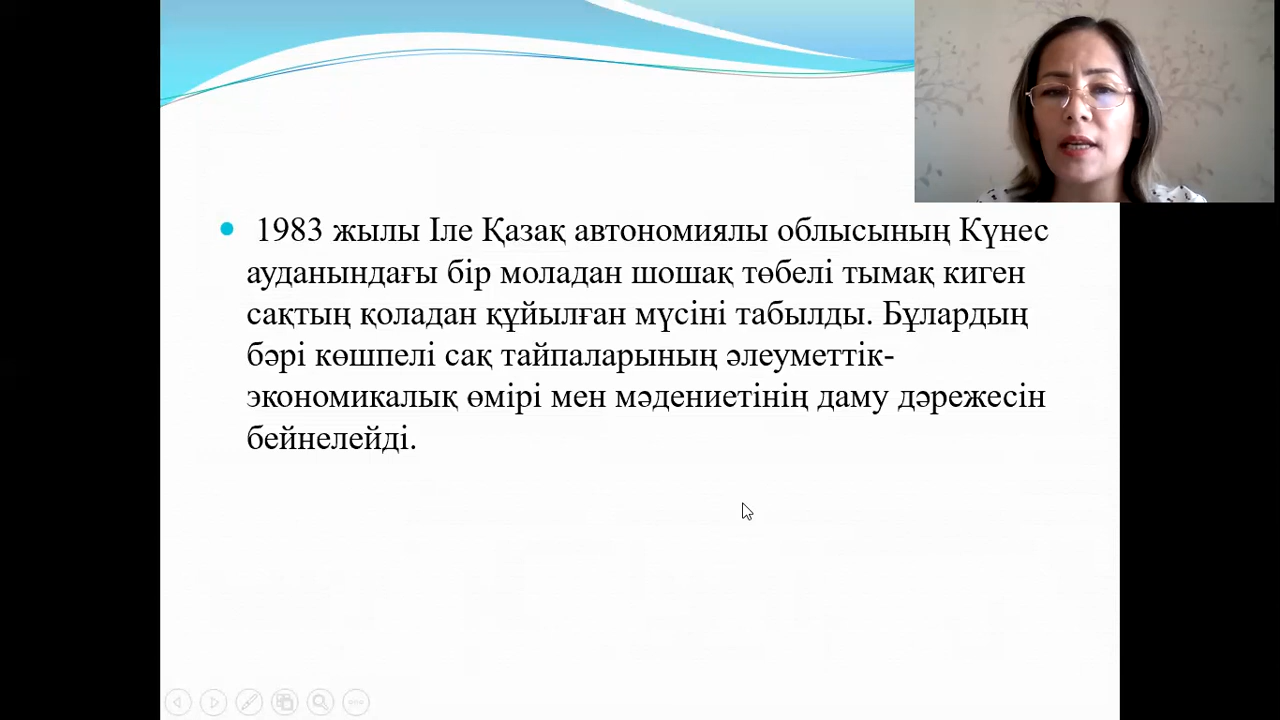 1983 жылы Іле Қазақ автономиялы облысының Күнес
ауданындағы бір моладан шошақ төбелі тымақ киген
сақтың қоладан құйылған мүсіні табылды. Бұлардың
бәрі көшпелі сақ тайпаларының әлеуметтік-
экономикалық өмірі мен мәдениетінің даму дәрежесін
бейнелейді.